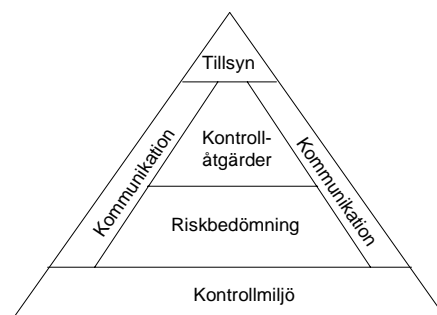 Tillsyn
Kommunikation
Kontroll-
åtgärder
Kommunikation
Riskbedömning
Kontrollmiljö